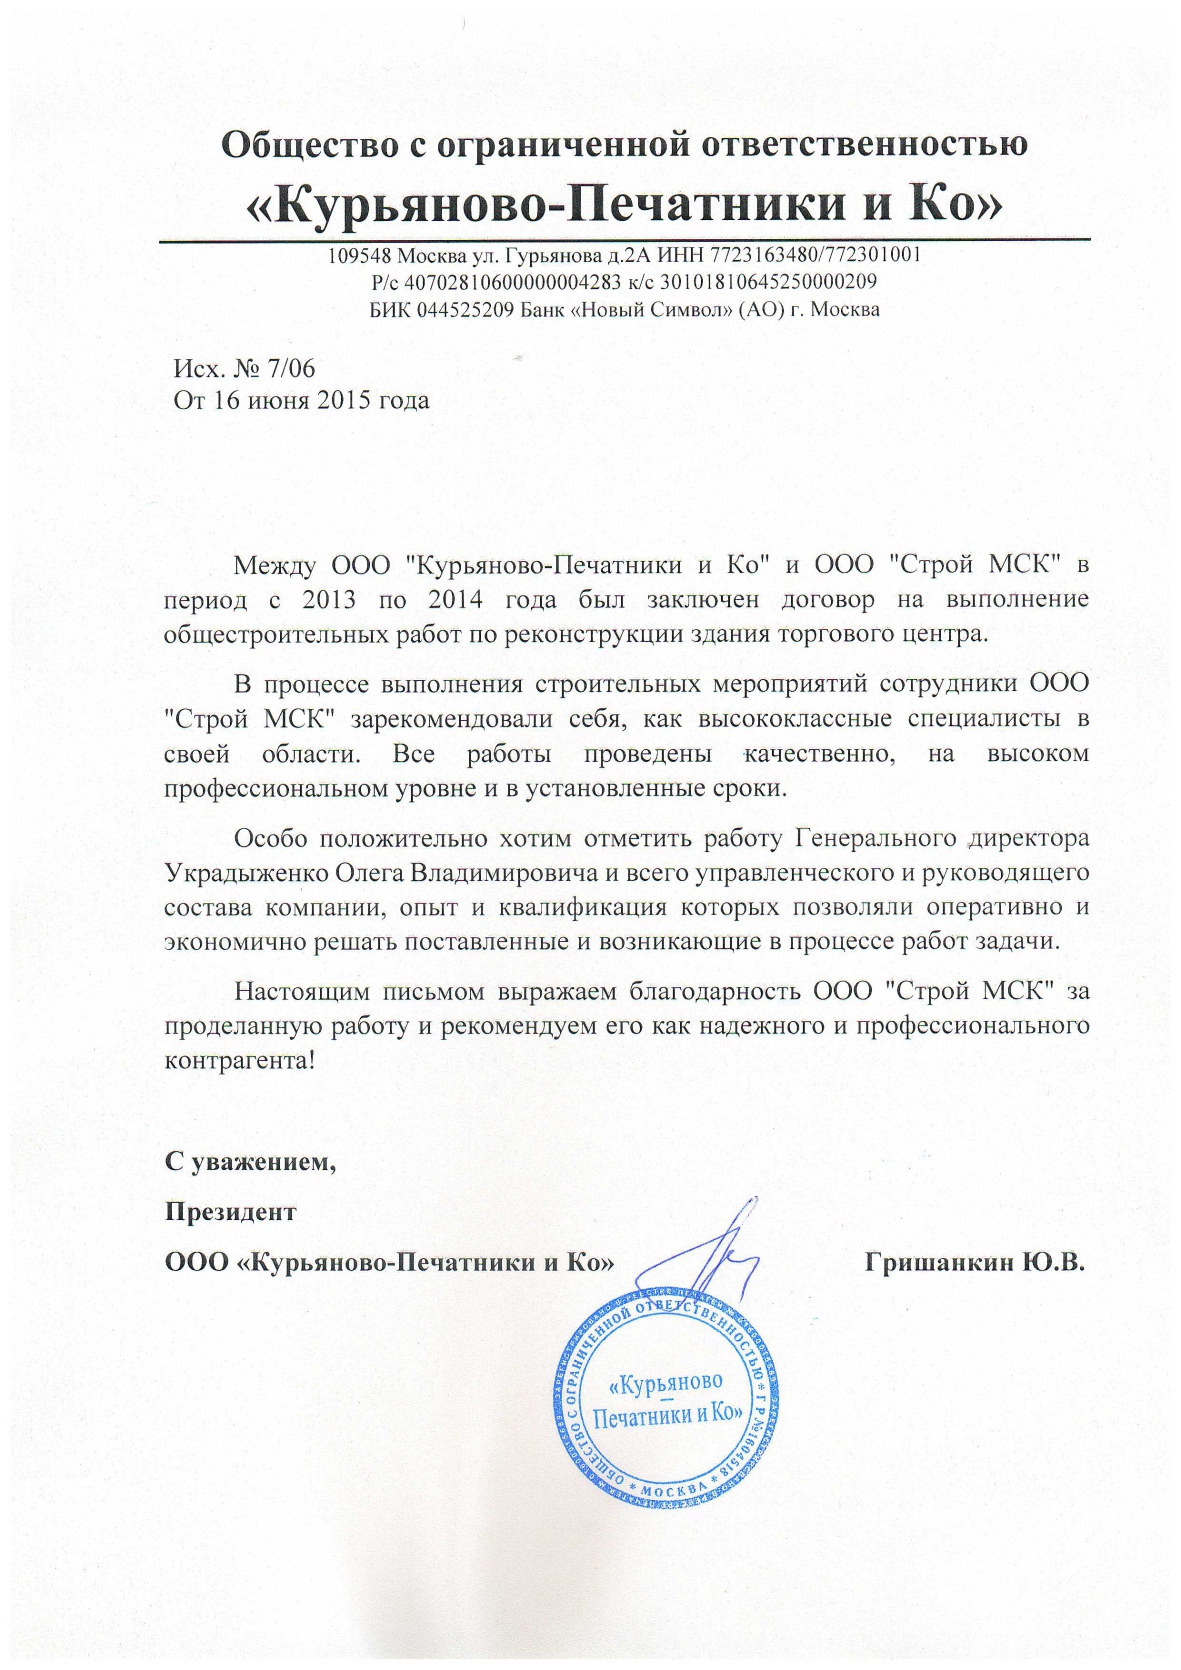 Общество с ограниченной ответственностью
«Курьяново-Печатники и Ко»
109548 Москва ул. Гурьянова д.2А ИНН 7723163480/772301001
Р/с 40702810600000004283 к/с 30101810645250000209
БИК 044525209 Банк «Новый Символ» (АО) г. Москва
Исх. № 7/06
От 16 июня 2015 года
Между ООО "Курьяново-Печатники и Ко" и ООО "Строй МСК" в
период с 2013 по 2014 года был заключен договор на выполнение
общестроительных работ по реконструкции здания торгового центра.
В процессе выполнения строительных мероприятий сотрудники ООО
"Строй МСК" зарекомендовали себя, как высококлассные специалисты в
своей области. Все работы проведены качественно, на высоком
профессиональном уровне и в установленные сроки.
Особо положительно хотим отметить работу Генерального директора
Украдыженко Олега Владимировича и всего управленческого и руководящего
состава компании, опыт и квалификация которых позволяли оперативно и
экономично решать поставленные и возникающие в процессе работ задачи.
Настоящим письмом выражаем благодарность ООО "Строй МСК" за
проделанную работу и рекомендуем его как надежного и профессионального
контрагента!
С уважением,
Президент
ООО «Курьяново-Печатники и Ко» Гришанкин Ю.В.
ОБЩЕСТВО С ОГРАНИЧЕННОЙ ОТВЕТСТВЕННОСТЬЮ * Г Р.№1604518 * МОСКВА *
«Курьяново
–
Печатники и Ко»